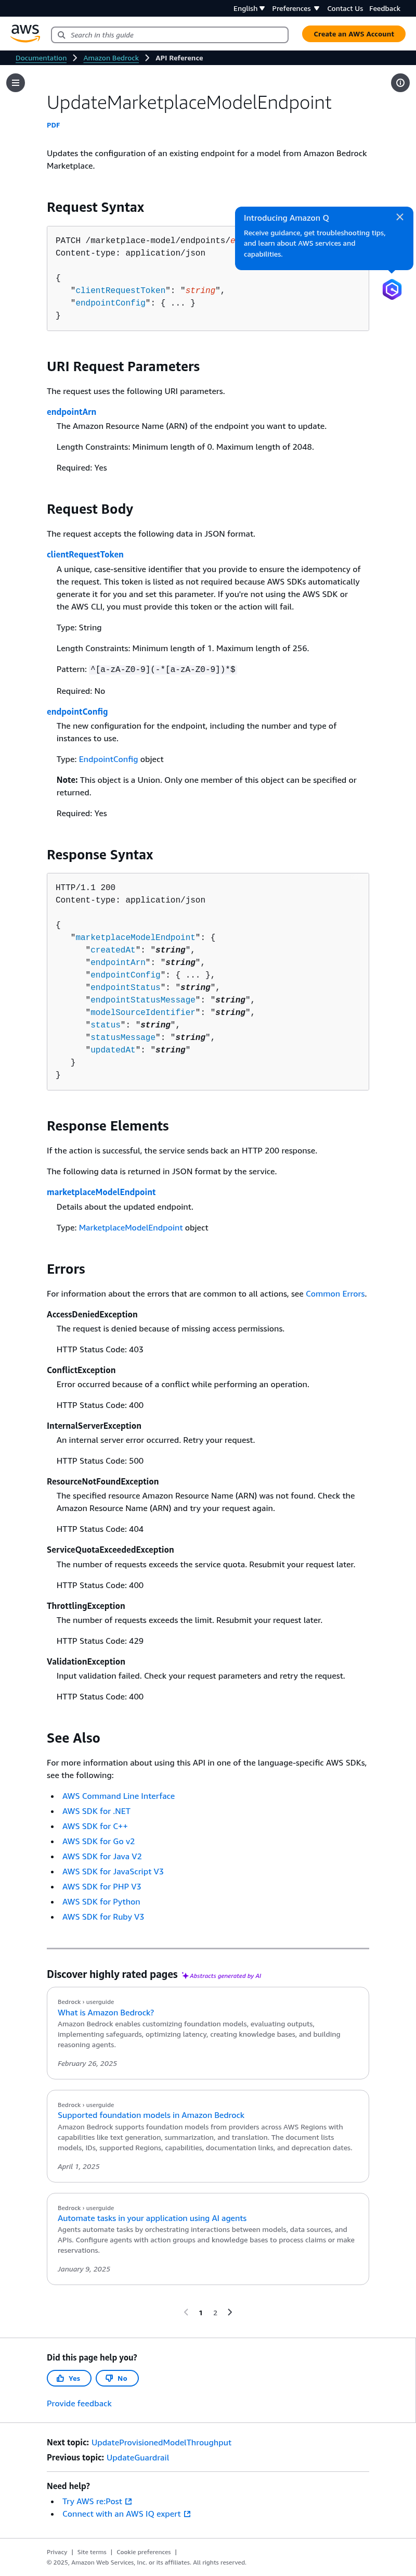 English Preferences Contact Us Feedback
aws
Search in this guide
Create an AWS Account
Documentation Amazon Bedrock API Reference
UpdateMarketplaceModelEndpoint
PDF
Updates the configuration of an existing endpoint for a model from Amazon Bedrock
Marketplace.
Request Syntax
PATCH /marketplace-model/endpoints/e
Content-type: application/json
{
"clientRequestToken": "string",
"endpointConfig": { ... }
}
Introducing Amazon Q
Receive guidance, get troubleshooting tips,
and learn about AWS services and
capabilities.
URI Request Parameters
The request uses the following URI parameters.
endpointArn
The Amazon Resource Name (ARN) of the endpoint you want to update.
Length Constraints: Minimum length of 0. Maximum length of 2048.
Required: Yes
Request Body
The request accepts the following data in JSON format.
clientRequestToken
A unique, case-sensitive identifier that you provide to ensure the idempotency of
the request. This token is listed as not required because AWS SDKs automatically
generate it for you and set this parameter. If you're not using the AWS SDK or
the AWS CLI, you must provide this token or the action will fail.
Type: String
Length Constraints: Minimum length of 1. Maximum length of 256.
Pattern: ^[a-zA-Z0-9](-*[a-zA-Z0-9])*$
Required: No
endpointConfig
The new configuration for the endpoint, including the number and type of
instances to use.
Type: EndpointConfig object
Note: This object is a Union. Only one member of this object can be specified or
returned.
Required: Yes
Response Syntax
HTTP/1.1 200
Content-type: application/json
{
"marketplaceModelEndpoint": {
"createdAt": "string",
"endpointArn": "string",
"endpointConfig": { ... },
"endpointStatus": "string",
"endpointStatusMessage": "string",
"modelSourceIdentifier": "string",
"status": "string",
"statusMessage": "string",
"updatedAt": "string"
}
}
Response Elements
If the action is successful, the service sends back an HTTP 200 response.
The following data is returned in JSON format by the service.
marketplaceModelEndpoint
Details about the updated endpoint.
Type: MarketplaceModelEndpoint object
Errors
For information about the errors that are common to all actions, see Common Errors.
AccessDeniedException
The request is denied because of missing access permissions.
HTTP Status Code: 403
ConflictException
Error occurred because of a conflict while performing an operation.
HTTP Status Code: 400
InternalServerException
An internal server error occurred. Retry your request.
HTTP Status Code: 500
ResourceNotFoundException
The specified resource Amazon Resource Name (ARN) was not found. Check the
Amazon Resource Name (ARN) and try your request again.
HTTP Status Code: 404
ServiceQuotaExceededException
The number of requests exceeds the service quota. Resubmit your request later.
HTTP Status Code: 400
ThrottlingException
The number of requests exceeds the limit. Resubmit your request later.
HTTP Status Code: 429
ValidationException
Input validation failed. Check your request parameters and retry the request.
HTTP Status Code: 400
See Also
For more information about using this API in one of the language-specific AWS SDKs,
see the following:
• AWS Command Line Interface
• AWS SDK for .NET
• AWS SDK for C++
• AWS SDK for Go v2
• AWS SDK for Java V2
• AWS SDK for JavaScript V3
• AWS SDK for PHP V3
• AWS SDK for Python
• AWS SDK for Ruby V3
Discover highly rated pages Abstracts generated by AI
Bedrock › userguide
What is Amazon Bedrock?
Amazon Bedrock enables customizing foundation models, evaluating outputs,
implementing safeguards, optimizing latency, creating knowledge bases, and building
reasoning agents.
February 26, 2025
Bedrock › userguide
Supported foundation models in Amazon Bedrock
Amazon Bedrock supports foundation models from providers across AWS Regions with
capabilities like text generation, summarization, and translation. The document lists
models, IDs, supported Regions, capabilities, documentation links, and deprecation dates.
April 1, 2025
Bedrock › userguide
Automate tasks in your application using AI agents
Agents automate tasks by orchestrating interactions between models, data sources, and
APIs. Configure agents with action groups and knowledge bases to process claims or make
reservations.
January 9, 2025
1 2
Did this page help you?
Yes No
Provide feedback
Next topic: UpdateProvisionedModelThroughput
Previous topic: UpdateGuardrail
Need help?
• Try AWS re:Post
• Connect with an AWS IQ expert
Privacy | Site terms | Cookie preferences |
© 2025, Amazon Web Services, Inc. or its affiliates. All rights reserved.